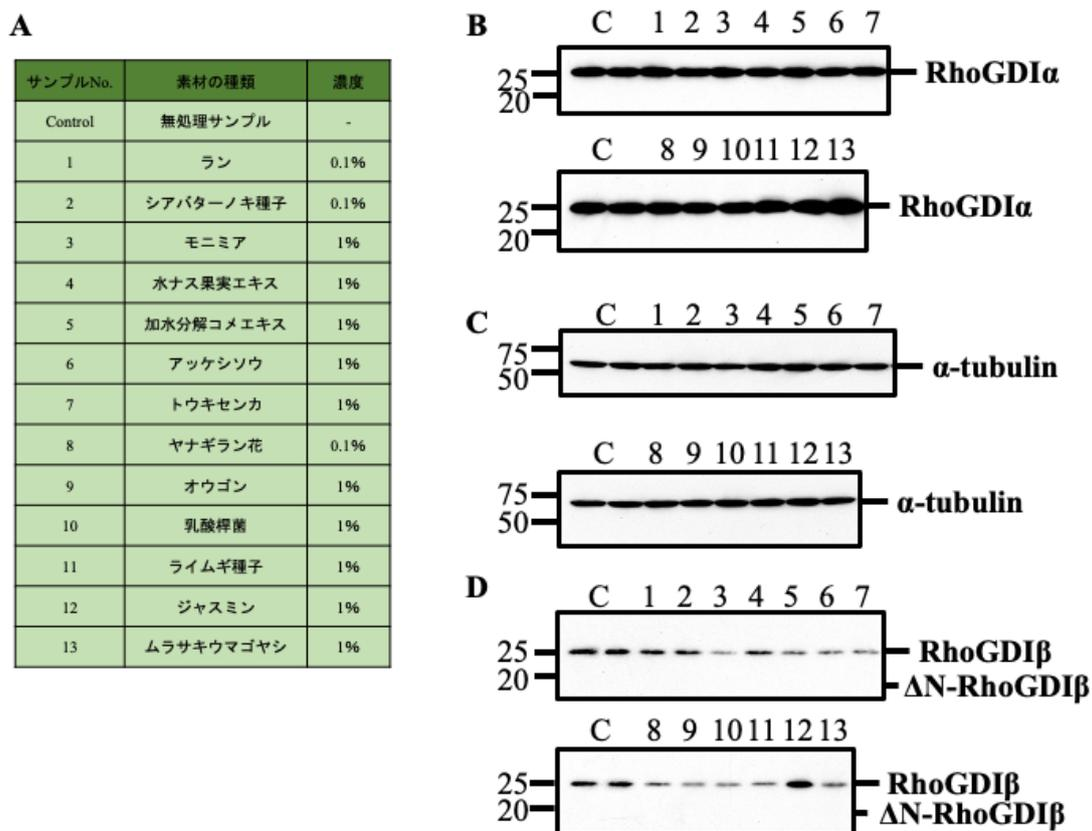 A
サンプルNo. 素材の種類 濃度
Control 無処理サンプル -
1 ラン 0.1%
2 シアバターノキ種子 0.1%
3 モニミア 1%
4 水ナス果実エキス 1%
5 加水分解コメエキス 1%
6 アッケシソウ 1%
7 トウキセンカ 1%
8 ヤナギラン花 0.1%
9 オウゴン 1%
10 乳酸桿菌 1%
11 ライムギ種子 1%
12 ジャスミン 1%
13 ムラサキウマゴヤシ 1%
B
C 1 2 3 4 5 6 7
25
20
RhoGDIα
C 8 9 10 11 12 13
25
20
RhoGDIα
C
C 1 2 3 4 5 6 7
75
50
α-tubulin
C 8 9 10 11 12 13
75
50
α-tubulin
D
C 1 2 3 4 5 6 7
25
20
RhoGDIβ
ΔN-RhoGDIβ
C 8 9 10 11 12 13
25
20
RhoGDIβ
ΔN-RhoGDIβ